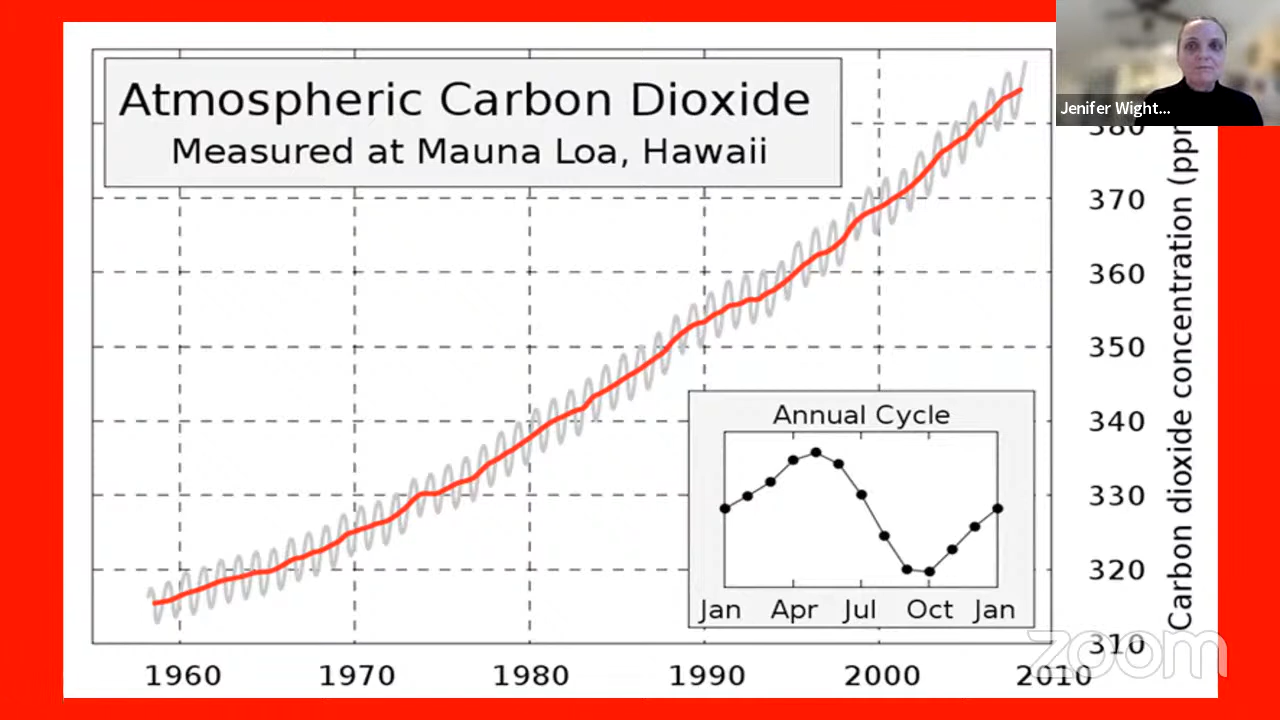 Atmospheric Carbon Dioxide
Measured at Mauna Loa, Hawaii
Jenifer Wight...
380
370
360
350
340
330
320
310
Carbon dioxide concentration (pp
Annual Cycle
Jan Apr Jul Oct Jan
1960 1970 1980 1990 2000 2010
zoom